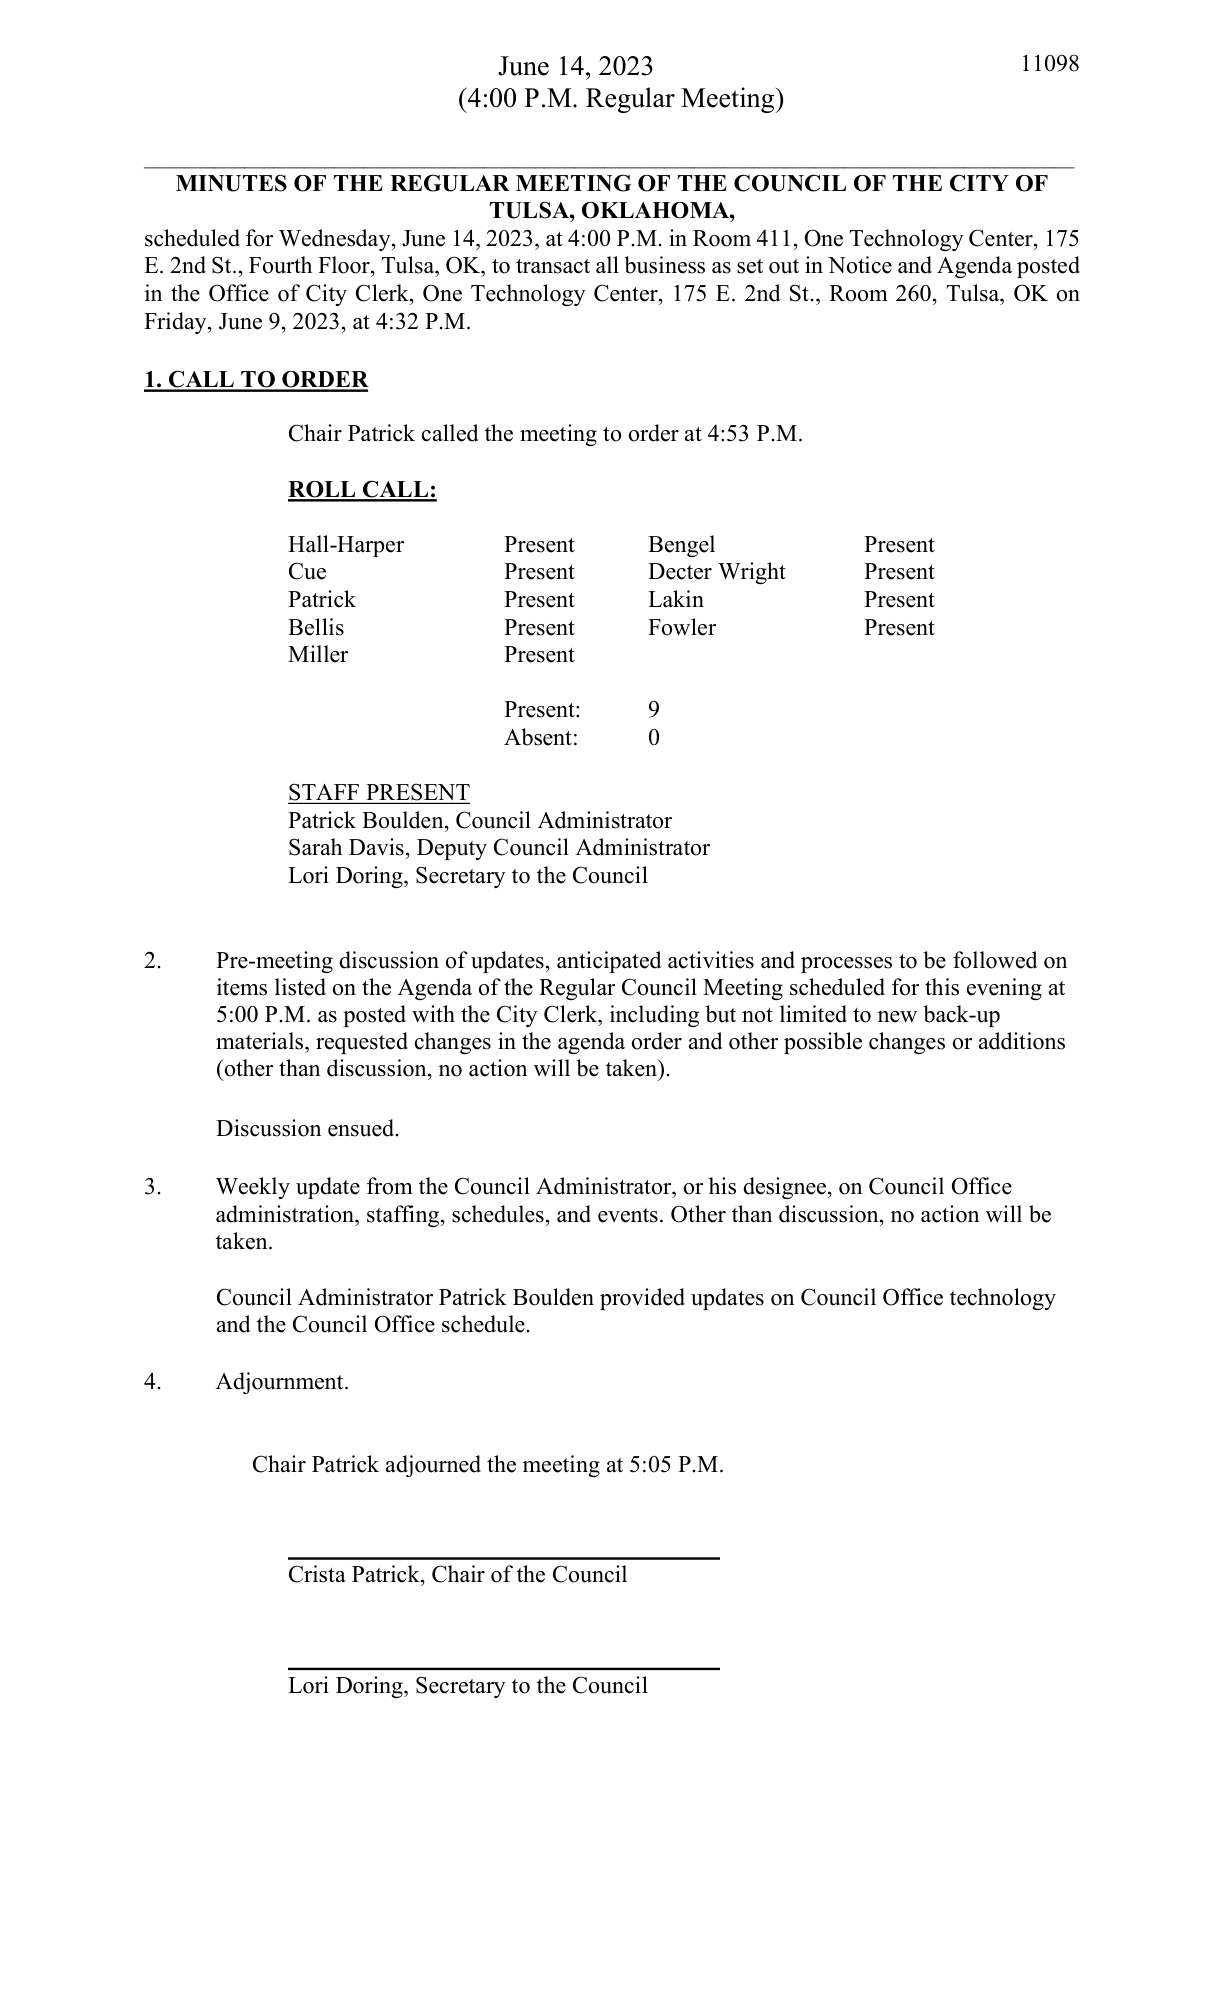 June 14, 2023 11098
(4:00 P.M. Regular Meeting)
MINUTES OF THE REGULAR MEETING OF THE COUNCIL OF THE CITY OF
TULSA, OKLAHOMA,
scheduled for Wednesday, June 14, 2023, at 4:00 P.M. in Room 411, One Technology Center, 175
E. 2nd St., Fourth Floor, Tulsa, OK, to transact all business as set out in Notice and Agenda posted
in the Office of City Clerk, One Technology Center, 175 E. 2nd St., Room 260, Tulsa, OK on
Friday, June 9, 2023, at 4:32 P.M.
1. CALL TO ORDER
Chair Patrick called the meeting to order at 4:53 P.M.
ROLL CALL:
Hall-Harper Present Bengel Present
Cue Present Decter Wright Present
Patrick Present Lakin Present
Bellis Present Fowler Present
Miller Present
Present: 9
Absent: 0
STAFF PRESENT
Patrick Boulden, Council Administrator
Sarah Davis, Deputy Council Administrator
Lori Doring, Secretary to the Council
2. Pre-meeting discussion of updates, anticipated activities and processes to be followed on
items listed on the Agenda of the Regular Council Meeting scheduled for this evening at
5:00 P.M. as posted with the City Clerk, including but not limited to new back-up
materials, requested changes in the agenda order and other possible changes or additions
(other than discussion, no action will be taken).
Discussion ensued.
3. Weekly update from the Council Administrator, or his designee, on Council Office
administration, staffing, schedules, and events. Other than discussion, no action will be
taken.
Council Administrator Patrick Boulden provided updates on Council Office technology
and the Council Office schedule.
4. Adjournment.
Chair Patrick adjourned the meeting at 5:05 P.M.
Crista Patrick, Chair of the Council
Lori Doring, Secretary to the Council